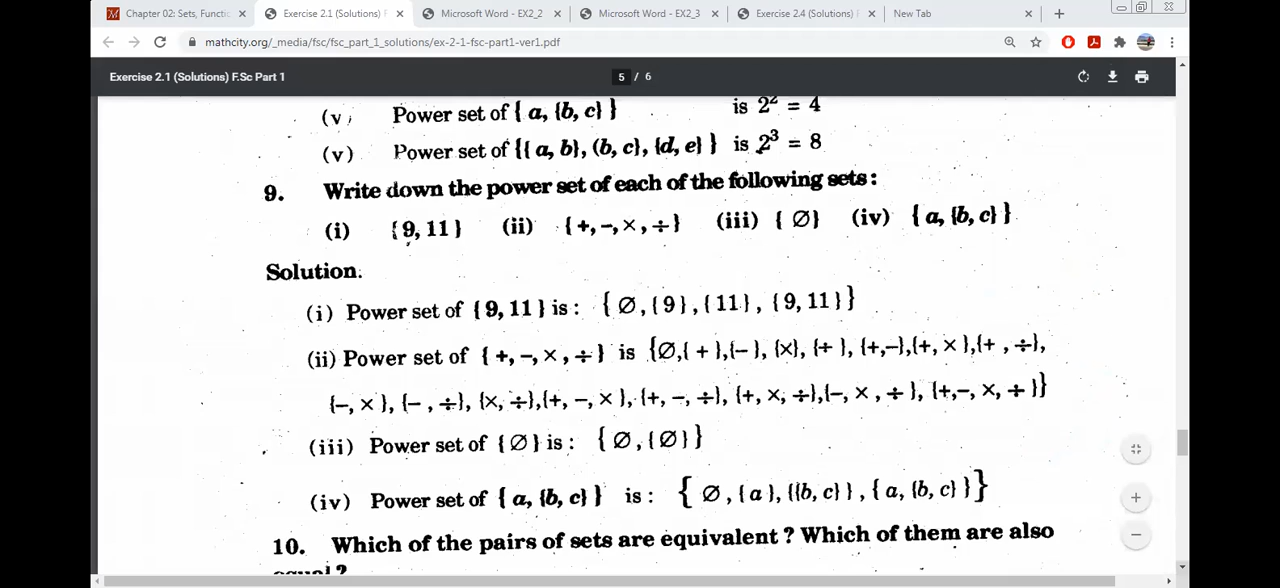 Chapter 02: Sets, Functi
Exercise 2.1 (Solutions) F
Microsoft Word - EX2_2
Microsoft Word - EX2_3
Exercise 2.4 (Solutions)
New Tab
mathcity.org/_media/fsc/fsc_part_1_solutions/ex-2-1-fsc-part1-ver1.pdf
Exercise 2.1 (Solutions) F.Sc Part 1
5 / 6
(v) Power set of { a, {b, c} } is 2² = 4
(v) Power set of {{ a, b}, (b, c}, {d, e} } is 2³ = 8
9. Write down the power set of each of the following sets :
(i) {9, 11 } (ii) {+, −, ×, ÷} (iii) { ∅} (iv) { a, {b, c} }
Solution.
(i) Power set of {9, 11 } is : { ∅, {9}, {11}, {9, 11}}
(ii) Power set of {+, −, ×, ÷} is {∅,{ + },{− }, {×}, {÷ }, {+,−},{+, × },{+ , ÷},
{−, × }, {− , ÷}, {×, ÷},{+, −, × }, {+, −, ÷}, {+, ×, ÷},{−, × , ÷ }, {+,−, ×, ÷ }}
(iii) Power set of {∅} is : { ∅, {∅}}
(iv) Power set of { a, {b, c} } is : { ∅, {a}, {{b, c}}, { a, {b, c} }}
10. Which of the pairs of sets are equivalent ? Which of them are also
equal ?